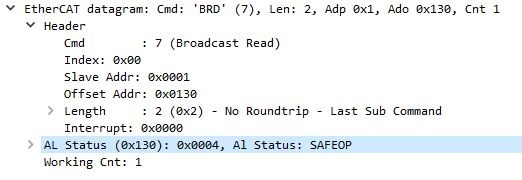 EtherCAT datagram: Cmd: 'BRD' (7), Len: 2, Adp 0x1, Ado 0x130, Cnt 1
Header
Cmd : 7 (Broadcast Read)
Index: 0x00
Slave Addr: 0x0001
Offset Addr: 0x0130
Length : 2 (0x2) - No Roundtrip - Last Sub Command
Interrupt: 0x0000
AL Status (0x130): 0x0004, Al Status: SAFEOP
Working Cnt: 1